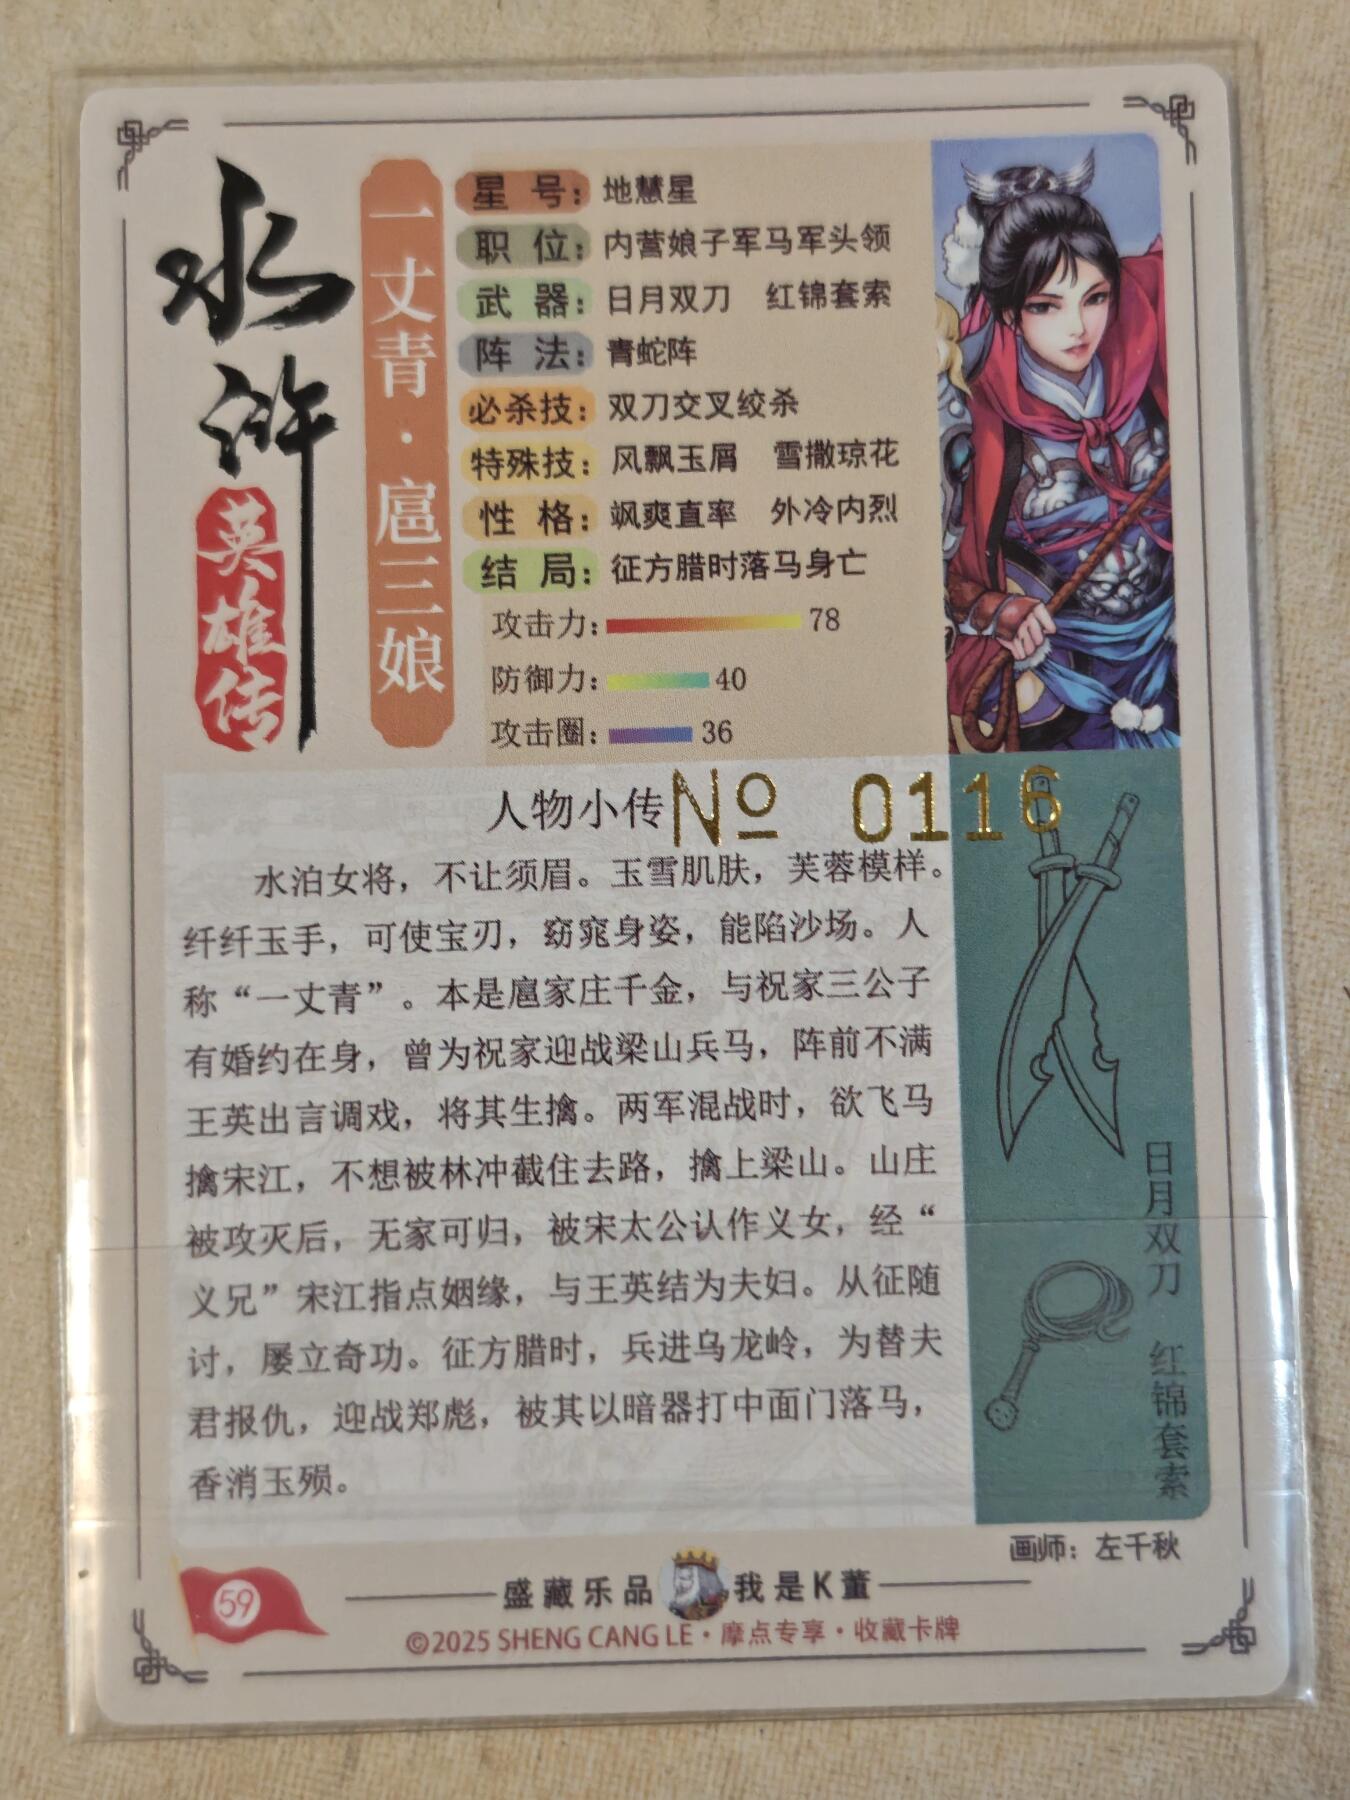 水浒
英雄传
一丈青·扈三娘
星号：地慧星
职位：内营娘子军马军头领
武器：日月双刀 红锦套索
阵法：青蛇阵
必杀技：双刀交叉绞杀
特殊技：风飘玉屑 雪撒琼花
性格：飒爽直率 外冷内烈
结局：征方腊时落马身亡
攻击力：78
防御力：40
攻击圈：36
人物小传
№ 0116
水泊女将，不让须眉。玉雪肌肤，芙蓉模样。
纤纤玉手，可使宝刃，窈窕身姿，能陷沙场。人
称“一丈青”。本是扈家庄千金，与祝家三公子
有婚约在身，曾为祝家迎战梁山兵马，阵前不满
王英出言调戏，将其生擒。两军混战时，欲飞马
擒宋江，不想被林冲截住去路，擒上梁山。山庄
被攻灭后，无家可归，被宋太公认作义女，经“
义兄”宋江指点姻缘，与王英结为夫妇。从征随
讨，屡立奇功。征方腊时，兵进乌龙岭，为替夫
君报仇，迎战郑彪，被其以暗器打中面门落马，
香消玉殒。
日月双刀 红锦套索
画师：左千秋
59
盛藏乐品 我是K董
©2025 SHENG CANG LE·摩点专享·收藏卡牌